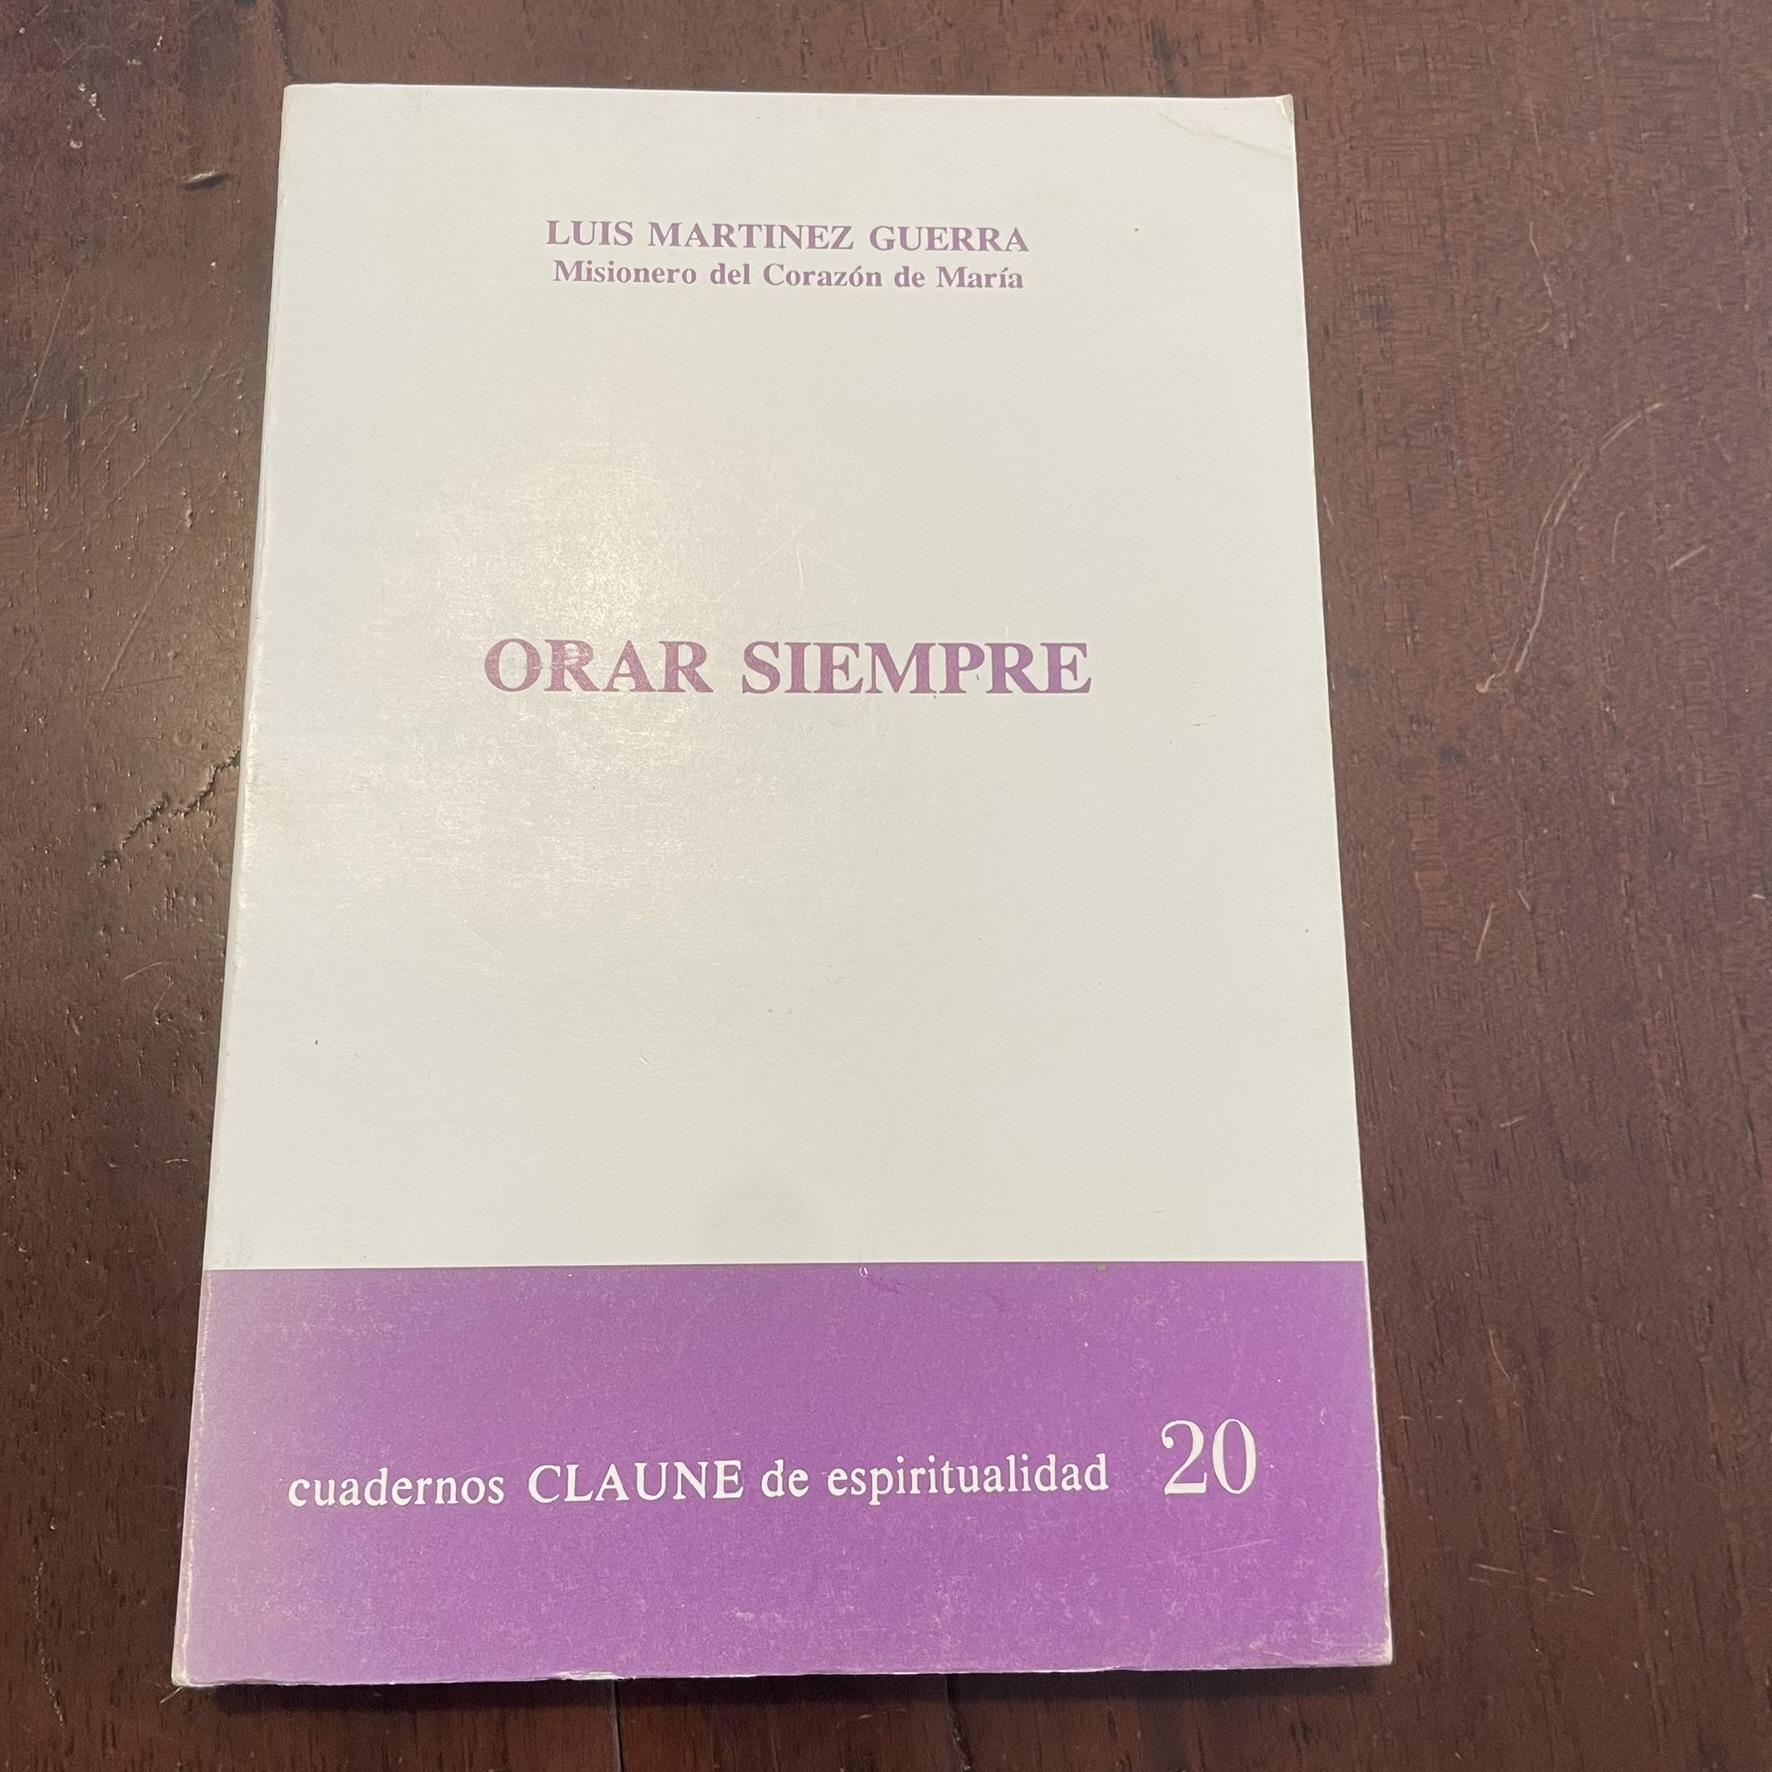 LUIS MARTINEZ GUERRA
Misionero del Corazón de María
ORAR SIEMPRE
cuadernos CLAUNE de espiritualidad 20